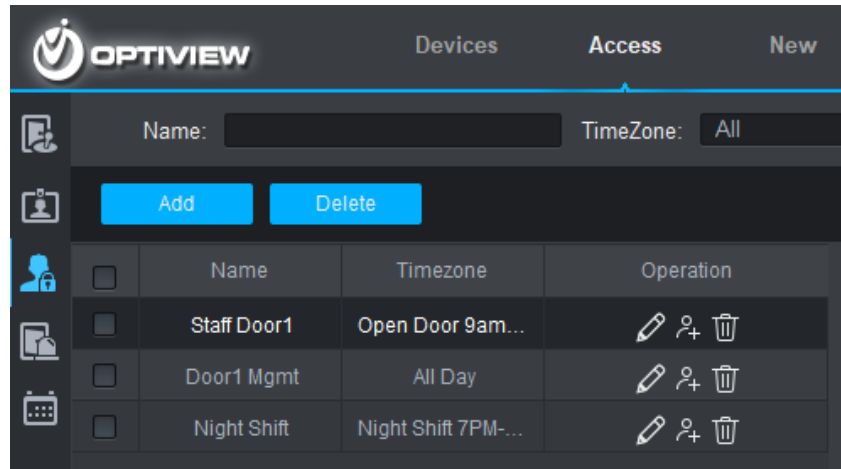 OPTIVIEW Devices Access New
Name: TimeZone: All
Add Delete
Name Timezone Operation
Staff Door1 Open Door 9am...
Door1 Mgmt All Day
Night Shift Night Shift 7PM-...